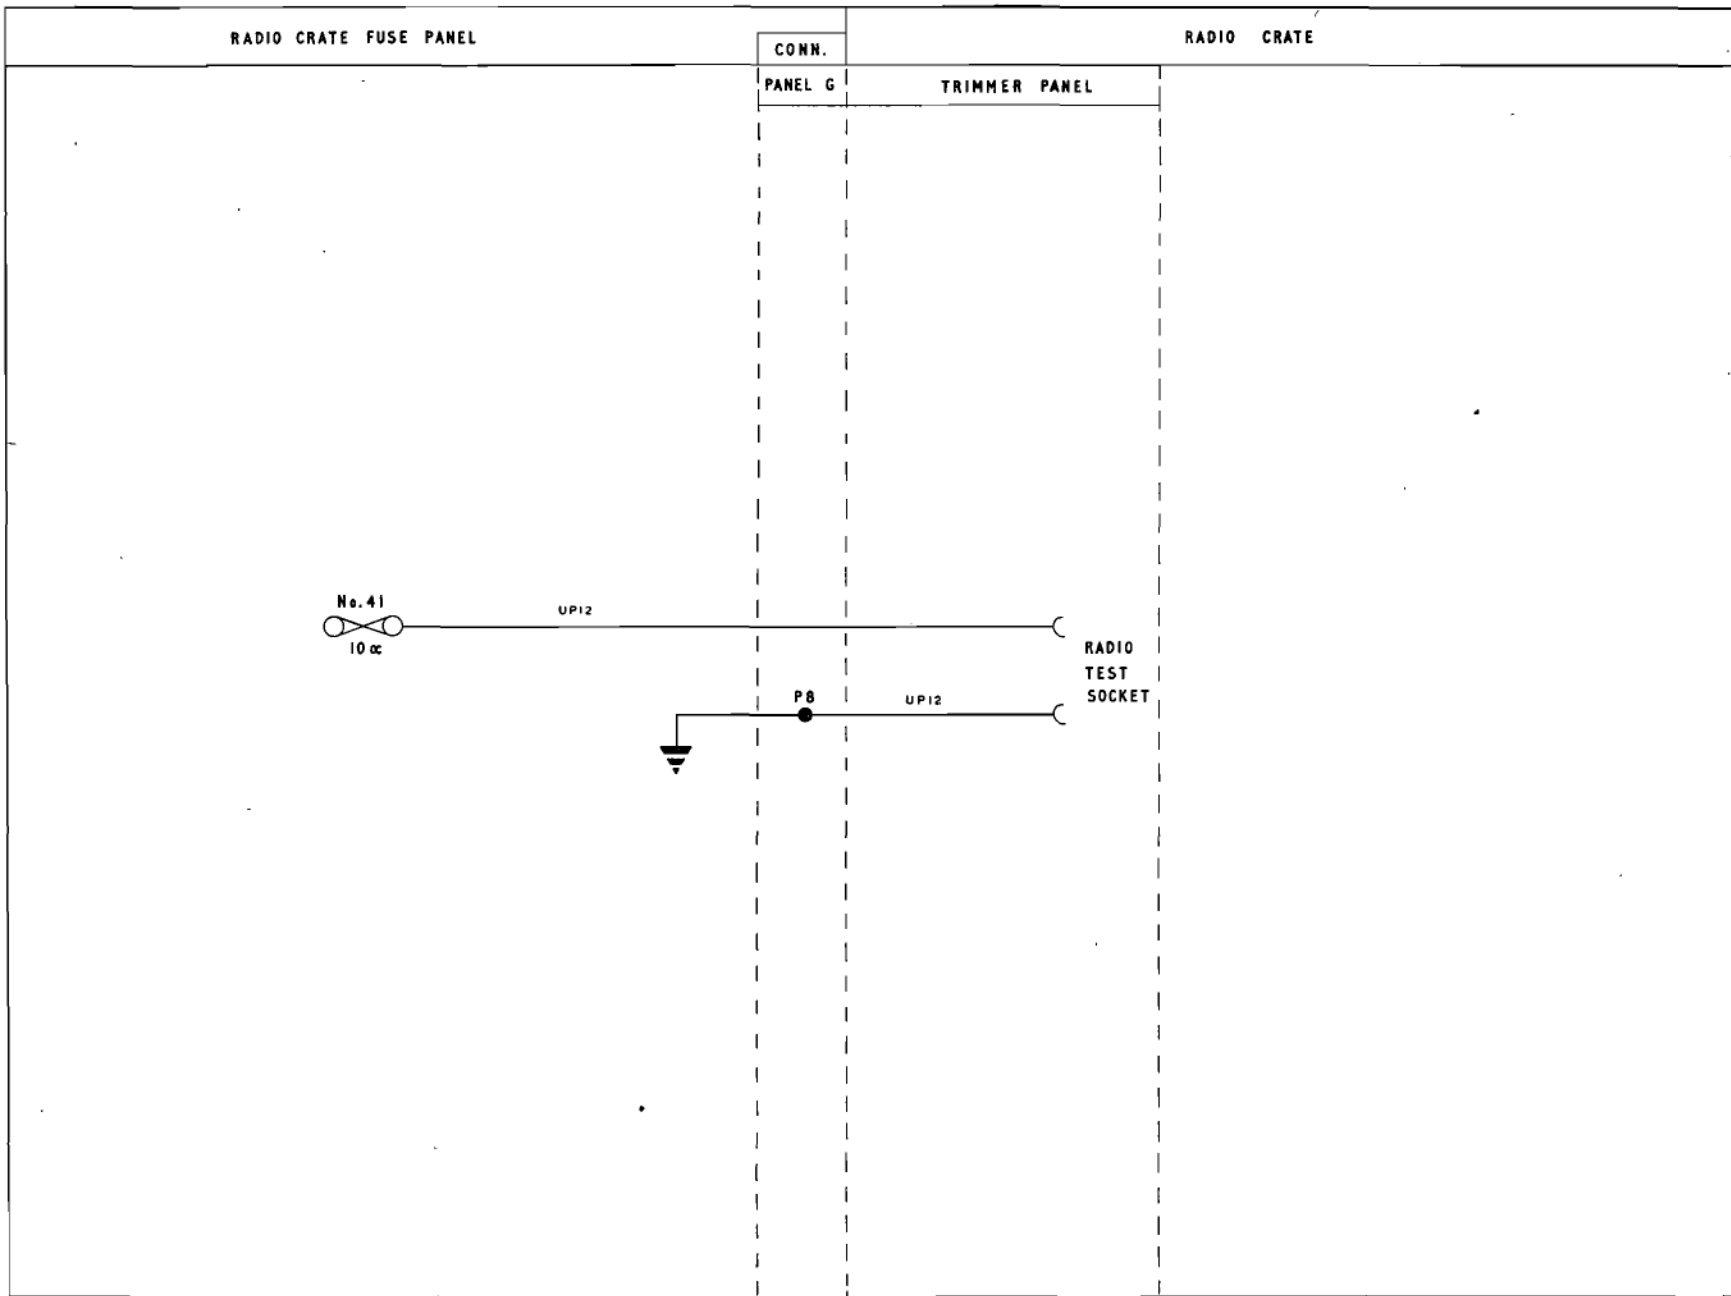 RADIO CRATE FUSE PANEL
CONN.
RADIO CRATE
PANEL G
TRIMMER PANEL
No. 41
UP12
10 α
RADIO
TEST
SOCKET
P8
UP12